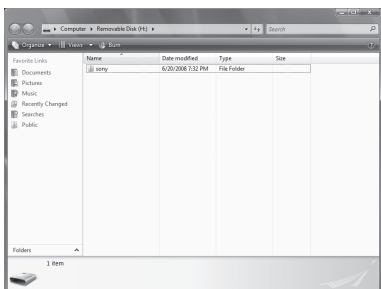 Computer ▸ Removable Disk (H:) ▸ Search
Organize Views Burn
Favorite Links
Documents
Pictures
Music
Recently Changed
Searches
Public
Folders
Name Date modified Type Size
sony 6/20/2008 7:32 PM File Folder
1 item